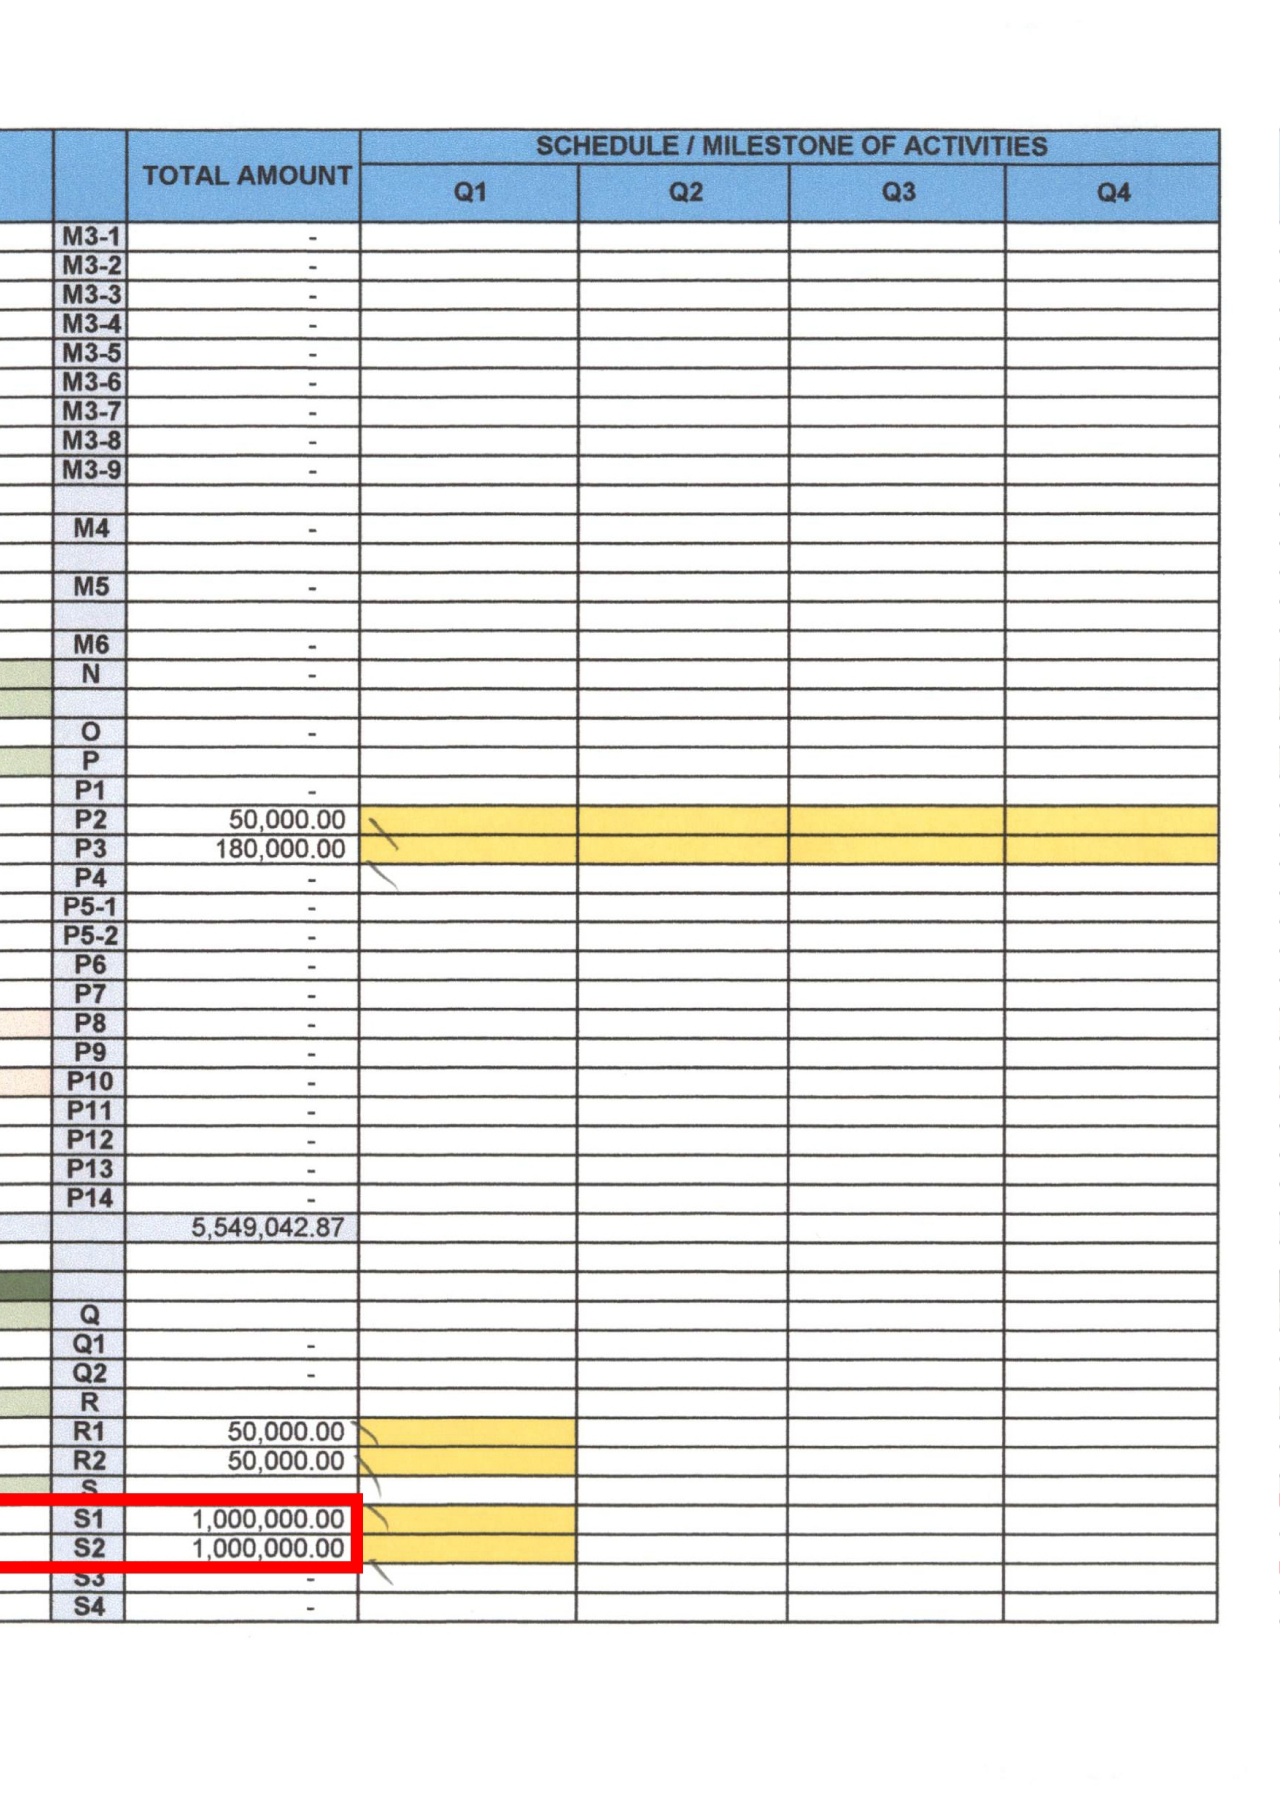 SCHEDULE / MILESTONE OF ACTIVITIES
TOTAL AMOUNT
Q1 Q2 Q3 Q4
M3-1 -
M3-2 -
M3-3 -
M3-4 -
M3-5 -
M3-6 -
M3-7 -
M3-8 -
M3-9 -
M4 -
M5 -
M6 -
N -
O -
P
P1 -
P2 50,000.00
P3 180,000.00
P4 -
P5-1 -
P5-2 -
P6 -
P7 -
P8 -
P9 -
P10 -
P11 -
P12 -
P13 -
P14 -
5,549,042.87
Q
Q1 -
Q2 -
R
R1 50,000.00
R2 50,000.00
S
S1 1,000,000.00
S2 1,000,000.00
S3 -
S4 -